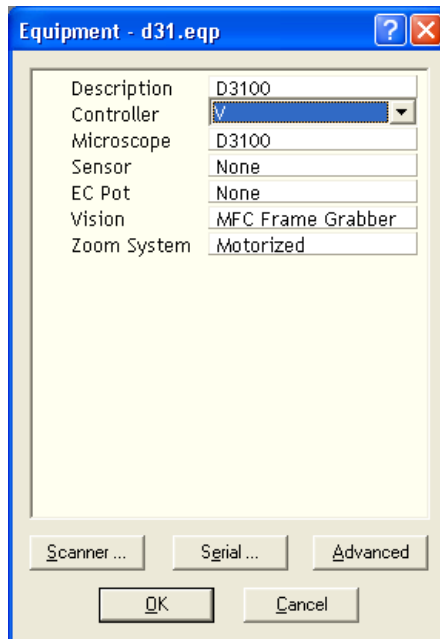 Equipment - d31.eqp
Description D3100
Controller V
Microscope D3100
Sensor None
EC Pot None
Vision MFC Frame Grabber
Zoom System Motorized
Scanner ... Serial ... Advanced
OK Cancel